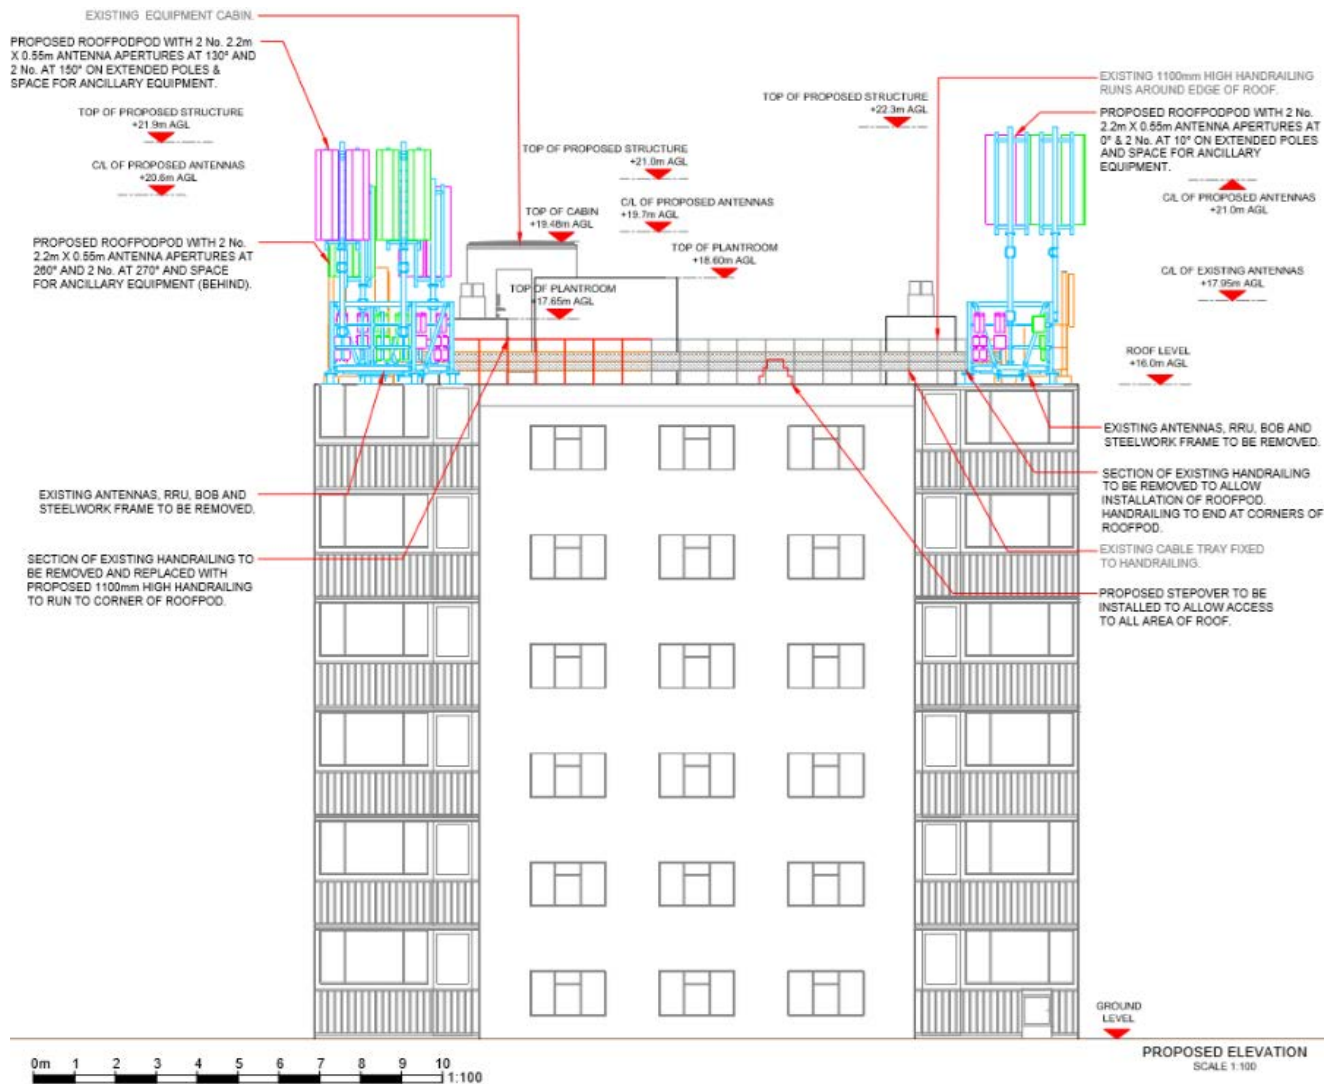 EXISTING EQUIPMENT CABIN.
PROPOSED ROOFPODPOD WITH 2 No. 2.2m
X 0.55m ANTENNA APERTURES AT 130° AND
2 No. AT 150° ON EXTENDED POLES &
SPACE FOR ANCILLARY EQUIPMENT.
TOP OF PROPOSED STRUCTURE
+21.9m AGL
C/L OF PROPOSED ANTENNAS
+20.6m AGL
PROPOSED ROOFPODPOD WITH 2 No.
2.2m X 0.55m ANTENNA APERTURES AT
260° AND 2 No. AT 270° AND SPACE
FOR ANCILLARY EQUIPMENT (BEHIND).
TOP OF PROPOSED STRUCTURE
+21.0m AGL
C/L OF PROPOSED ANTENNAS
+19.7m AGL
TOP OF CABIN
+19.46m AGL
TOP OF PLANTROOM
+18.60m AGL
TOP OF PLANTROOM
+17.65m AGL
TOP OF PROPOSED STRUCTURE
+22.3m AGL
EXISTING 1100mm HIGH HANDRAILING
RUNS AROUND EDGE OF ROOF.
PROPOSED ROOFPODPOD WITH 2 No.
2.2m X 0.55m ANTENNA APERTURES AT
0° & 2 No. AT 10° ON EXTENDED POLES
AND SPACE FOR ANCILLARY
EQUIPMENT.
C/L OF PROPOSED ANTENNAS
+21.0m AGL
C/L OF EXISTING ANTENNAS
+17.95m AGL
ROOF LEVEL
+16.0m AGL
EXISTING ANTENNAS, RRU, BOB AND
STEELWORK FRAME TO BE REMOVED.
SECTION OF EXISTING HANDRAILING
TO BE REMOVED TO ALLOW
INSTALLATION OF ROOFPOD.
HANDRAILING TO END AT CORNERS OF
ROOFPOD.
EXISTING CABLE TRAY FIXED
TO HANDRAILING.
PROPOSED STEPOVER TO BE
INSTALLED TO ALLOW ACCESS
TO ALL AREA OF ROOF.
EXISTING ANTENNAS, RRU, BOB AND
STEELWORK FRAME TO BE REMOVED.
SECTION OF EXISTING HANDRAILING TO
BE REMOVED AND REPLACED WITH
PROPOSED 1100mm HIGH HANDRAILING
TO RUN TO CORNER OF ROOFPOD.
GROUND
LEVEL
PROPOSED ELEVATION
SCALE 1:100
0m 1 2 3 4 5 6 7 8 9 10
1:100